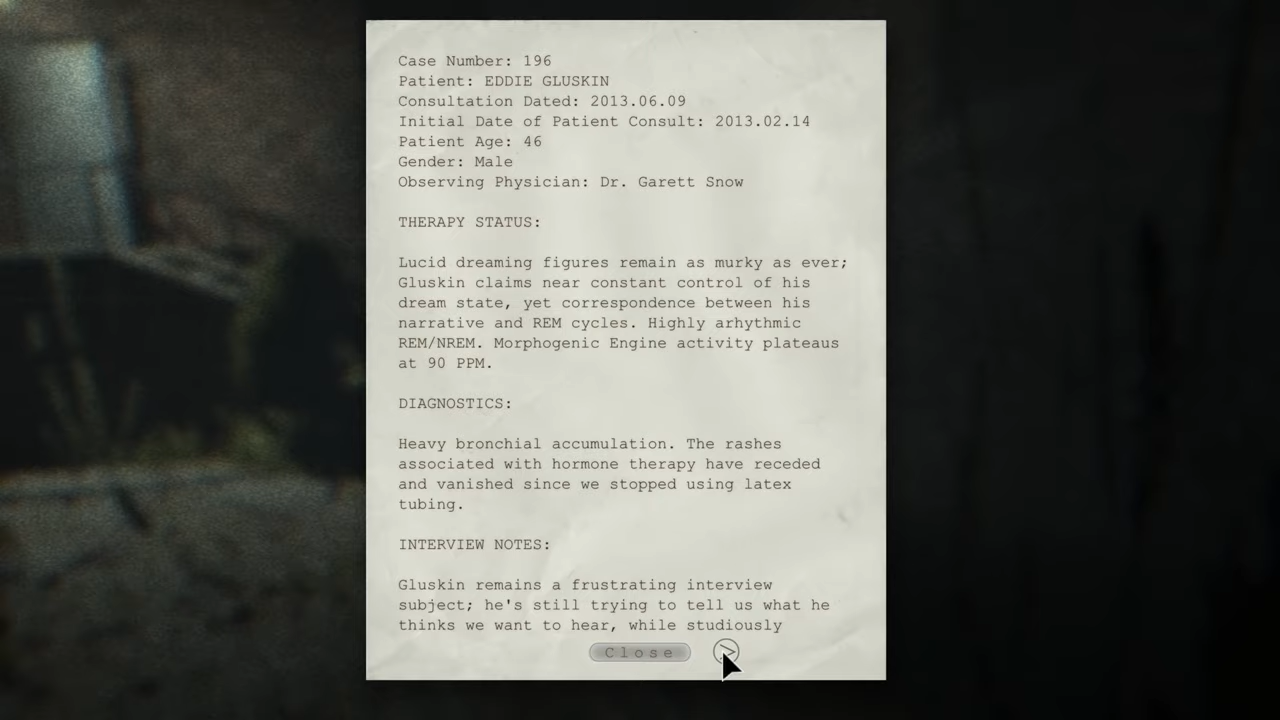 Case Number: 196
Patient: EDDIE GLUSKIN
Consultation Dated: 2013.06.09
Initial Date of Patient Consult: 2013.02.14
Patient Age: 46
Gender: Male
Observing Physician: Dr. Garett Snow
THERAPY STATUS:
Lucid dreaming figures remain as murky as ever;
Gluskin claims near constant control of his
dream state, yet correspondence between his
narrative and REM cycles. Highly arhythmic
REM/NREM. Morphogenic Engine activity plateaus
at 90 PPM.
DIAGNOSTICS:
Heavy bronchial accumulation. The rashes
associated with hormone therapy have receded
and vanished since we stopped using latex
tubing.
INTERVIEW NOTES:
Gluskin remains a frustrating interview
subject; he's still trying to tell us what he
thinks we want to hear, while studiously
Close